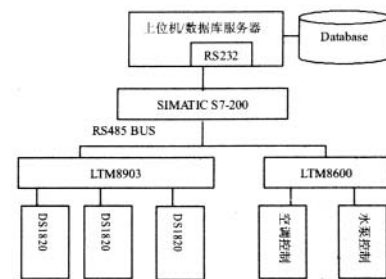 上位机/数据库服务器
RS232
Database
SIMATIC S7-200
RS485 BUS
LTM8903
LTM8600
DS1820
DS1820
DS1820
空调控制
水泵控制